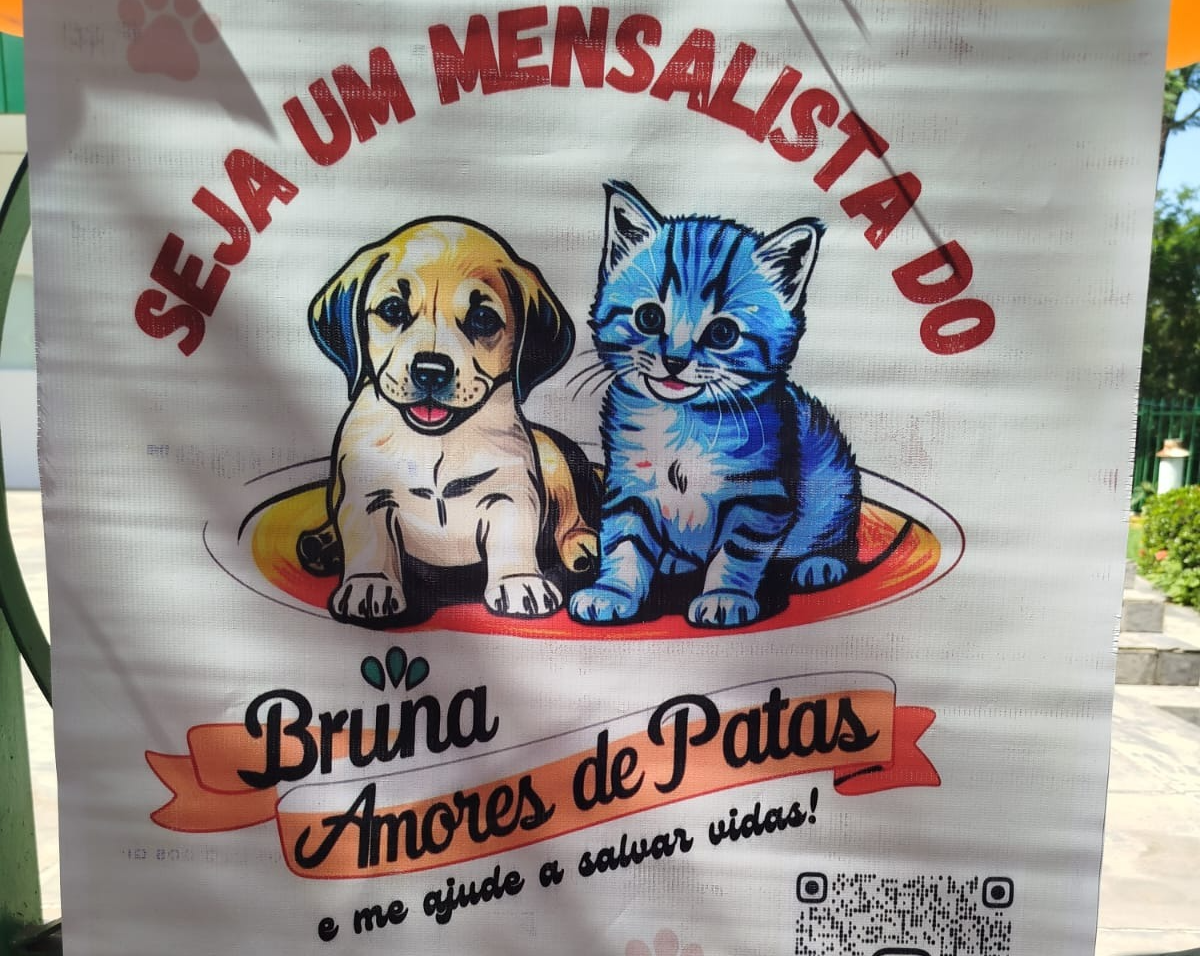 SEJA UM MENSALISTA DO
Bruna
Amores de Patas
e me ajude a salvar vidas!